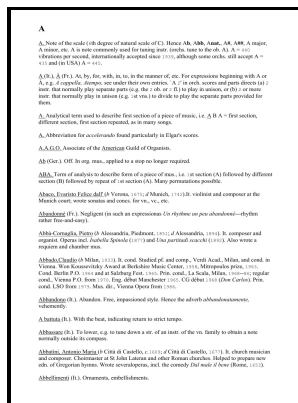 A
A. Note of the scale (6th degree of natural scale of C). Hence Ab, Abb, Anat., A#, A##, A major,
A minor, etc. A is note commonly used for tuning instr. (orchs. tune to the ob. A). A = 440
vibrations per second, internationally accepted since 1939, although some orchs. still accept A =
435 and (in USA) A = 445.
A (It.), À (Fr.). At, by, for, with, in, to, in the manner of, etc. For expressions beginning with A or
À, e.g. A cappella, Atempo, see under their own entries. 'A 2' in orch. scores and parts directs (a) 2
instr. that normally play separate parts (e.g. the 2 ob. or 2 fl.) to play in unison, or (b) 2 or more
instr. that normally play in unison (e.g. 1st vns.) to divide to play the separate parts provided for
them.
A. Analytical term used to describe first section of a piece of music, i.e. A B A = first section,
different section, first section repeated, as in many songs.
A. Abbreviation for accelerando found particularly in Elgar's scores.
A.A.G.O. Associate of the American Guild of Organists.
Ab (Ger.). Off. In org. mus., applied to a stop no longer required.
ABA. Term of analysis to describe form of a piece of mus., i.e. 1st section (A) followed by different
section (B) followed by repeat of 1st section (A). Many permutations possible.
Abaco, Evaristo Felice dall' (b Verona, 1675; d Munich, 1742). It. violinist and composer at the
Munich court; wrote sonatas and concs. for vn., vc., etc.
Abandonné (Fr.). Negligent (in such an expressions Un rhythme un peu abandonné—rhythm
rather free-and-easy).
Abbà-Cornaglia, Pietro (b Alessandria, Piedmont, 1851; d Alessandria, 1894). It. composer and
organist. Operas incl. Isabella Spinola (1877) and Una partita di scacchi (1892). Also wrote a
requiem and chamber mus.
Abbado, Claudio (b Milan, 1933). It. cond. Studied pf. and comp., Verdi Acad., Milan, and cond. in
Vienna. Won Koussevitzky Award at Berkshire Music Center, 1958, Mitropoulos prize, 1963.
Cond. Berlin P.O. 1964 and at Salzburg Fest. 1965. Prin. cond., La Scala, Milan, 1968–86; regular
cond., Vienna P.O. from 1970. Eng. début Manchester 1965. CG début 1968 (Don Carlo). Prin.
cond. LSO from 1979. Mus. dir., Vienna Opera from 1986.
Abbandono (It.). Abandon. Free, impassioned style. Hence the adverb abbandonatamente,
vehemently.
A battuta (It.). With the beat, indicating return to strict tempo.
Abbassare (It.). To lower, e.g. to tune down a str. of an instr. of the vn. family to obtain a note
normally outside its compass.
Abbatini, Antonio Maria (b Città di Castello, c.1609; d Città di Castello, 1677). It. church musician
and composer. Choirmaster at St John Lateran and other Roman churches. Helped to prepare new
edn. of Gregorian hymns. Wrote several operas, incl. the comedy Dal male il bene (Rome, 1653).
Abbellimenti (It.). Ornaments, embellishments.